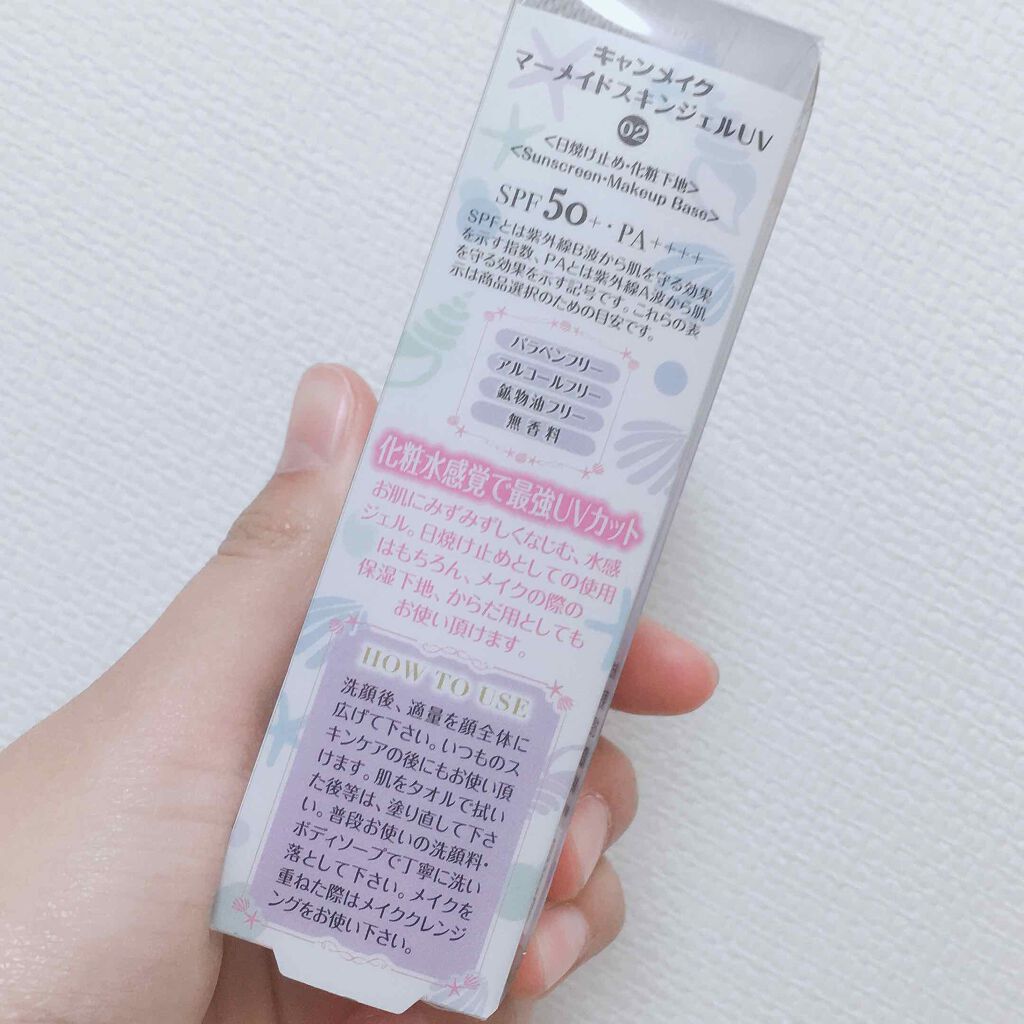 キャンメイク
マーメイドスキンジェルUV
02
<日焼け止め・化粧下地>
<Sunscreen・Makeup Base>
SPF50+・PA++++
SPFとは紫外線B波から肌を守る効果
を示す指数、PAとは紫外線A波から肌
を守る効果を示す記号です。これらの表
示は商品選択のための目安です。
パラベンフリー
アルコールフリー
鉱物油フリー
無香料
化粧水感覚で最強UVカット
お肌にみずみずしくなじむ、水感
ジェル。日焼け止めとしての使用
はもちろん、メイクの際の
保湿下地、からだ用としても
お使い頂けます。
HOW TO USE
洗顔後、適量を顔全体に
広げて下さい。いつものス
キンケアの後にもお使い頂
けます。肌をタオルで拭い
た後等は、塗り直して下さ
い。普段お使いの洗顔料・
ボディソープで丁寧に洗い
落として下さい。メイクを
重ねた際はメイククレンジ
ングをお使い下さい。